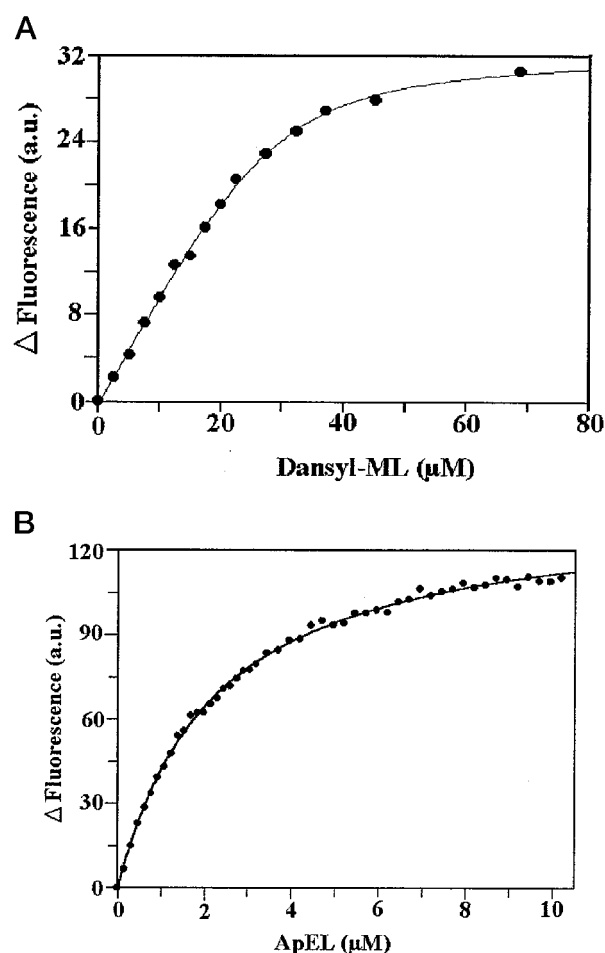 A
32
24
16
8
0
Δ Fluorescence (a.u.)
0 20 40 60 80
Dansyl-ML (µM)
B
120
90
60
30
0
Δ Fluorescence (a.u.)
0 2 4 6 8 10
ApEL (µM)